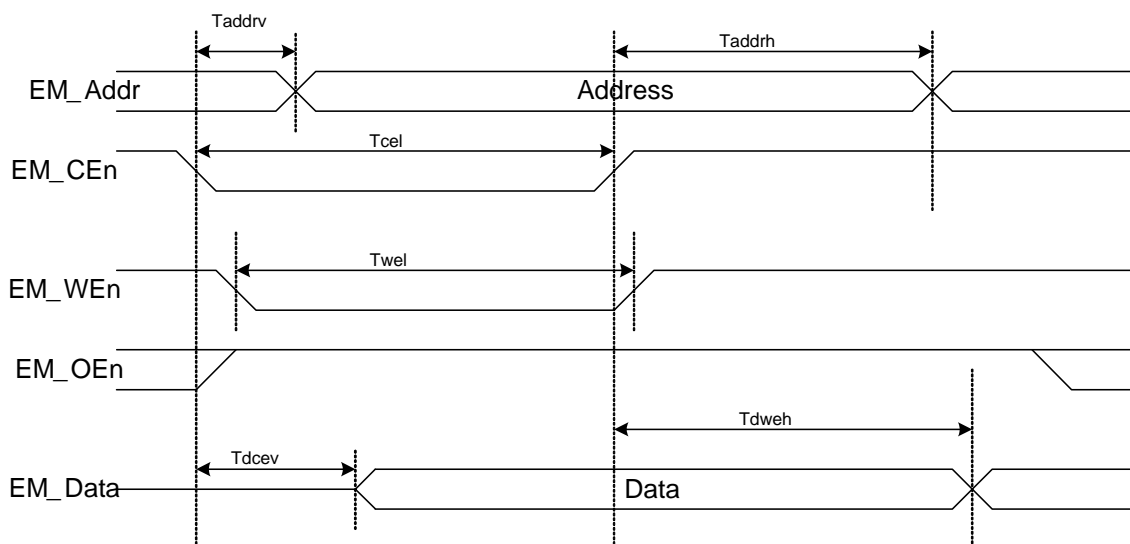 Taddrv
Taddrh
EM_Addr
Address
Tcel
EM_CEn
Twel
EM_WEn
EM_OEn
Tdweh
Tdcev
EM_Data
Data